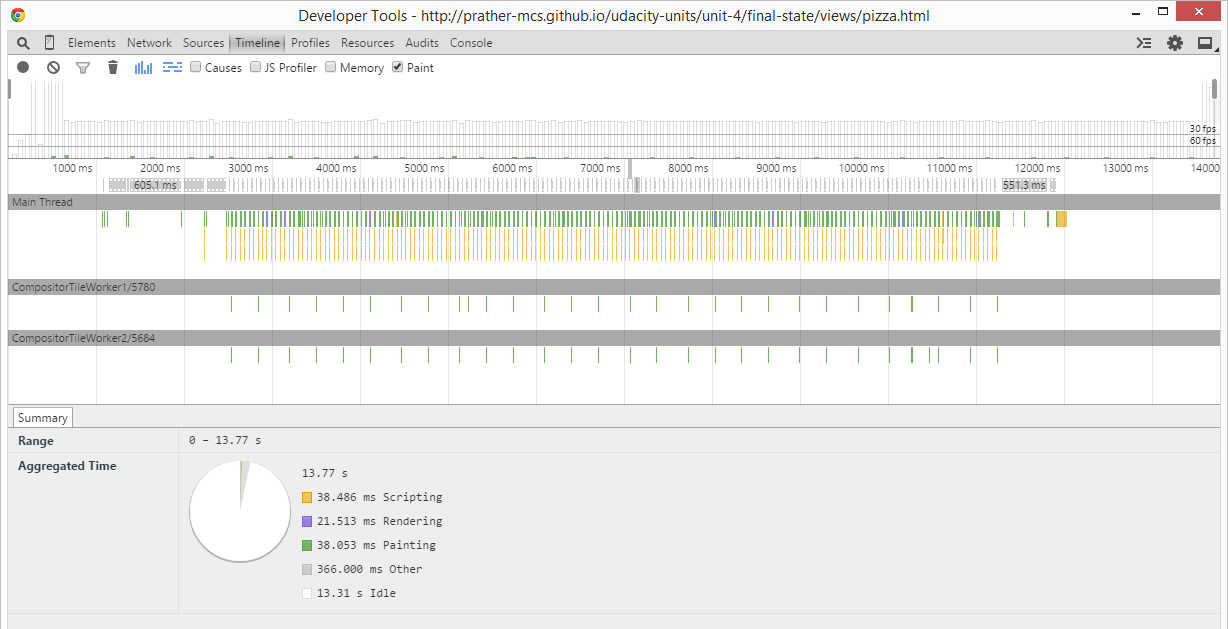 Developer Tools - http://prather-mcs.github.io/udacity-units/unit-4/final-state/views/pizza.html
Elements Network Sources Timeline Profiles Resources Audits Console
Causes JS Profiler Memory Paint
30 fps
60 fps
1000 ms 2000 ms 3000 ms 4000 ms 5000 ms 6000 ms 7000 ms 8000 ms 9000 ms 10000 ms 11000 ms 12000 ms 13000 ms 14000
605.1 ms 551.3 ms
Main Thread
CompositorTileWorker1/5780
CompositorTileWorker2/5684
Summary
Range 0 – 13.77 s
Aggregated Time
13.77 s
38.486 ms Scripting
21.513 ms Rendering
38.053 ms Painting
366.000 ms Other
13.31 s Idle